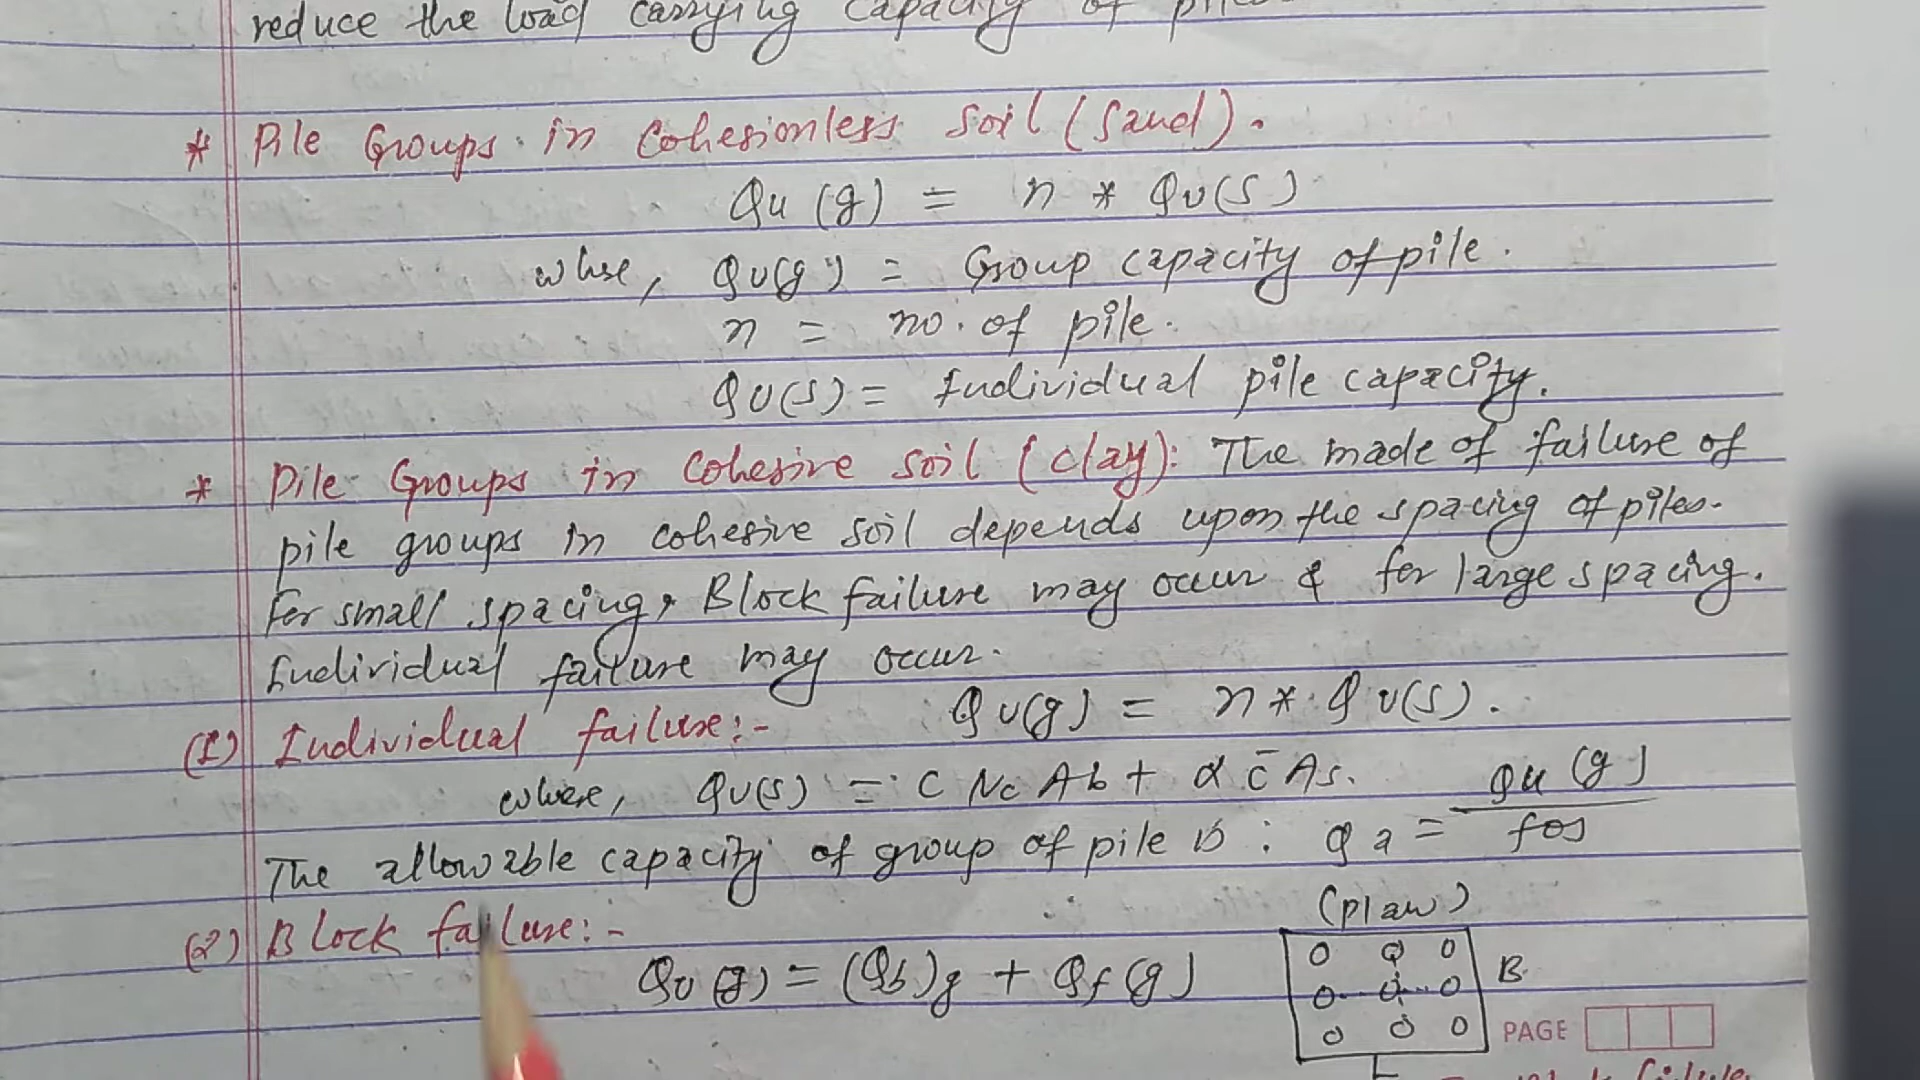 reduce the load carrying capacity of pile
* Pile Groups in Cohesionless Soil (Sand).
Qu (g) = n * Qu(s)
whse, Qu(g) = Group capacity of pile.
n = no. of pile.
Qu(s) = Individual pile capacity.
* Pile Groups in Cohesive soil (clay): The made of failure of
pile groups in cohesive soil depends upon the spacing of piles.
for small spacing, Block failure may occur & for large spacing.
Individual failure may occur.
(1) Individual failure:- Qu(g) = n * Qu(s).
where, Qu(s) = C Nc Ab + α c̄ As.
The allowable capacity of group of pile is : Qa = Qu (g) / fos
(plan)
(2) Block failure:-
Qu (g) = (Qb)g + Qf (g)
B
PAGE